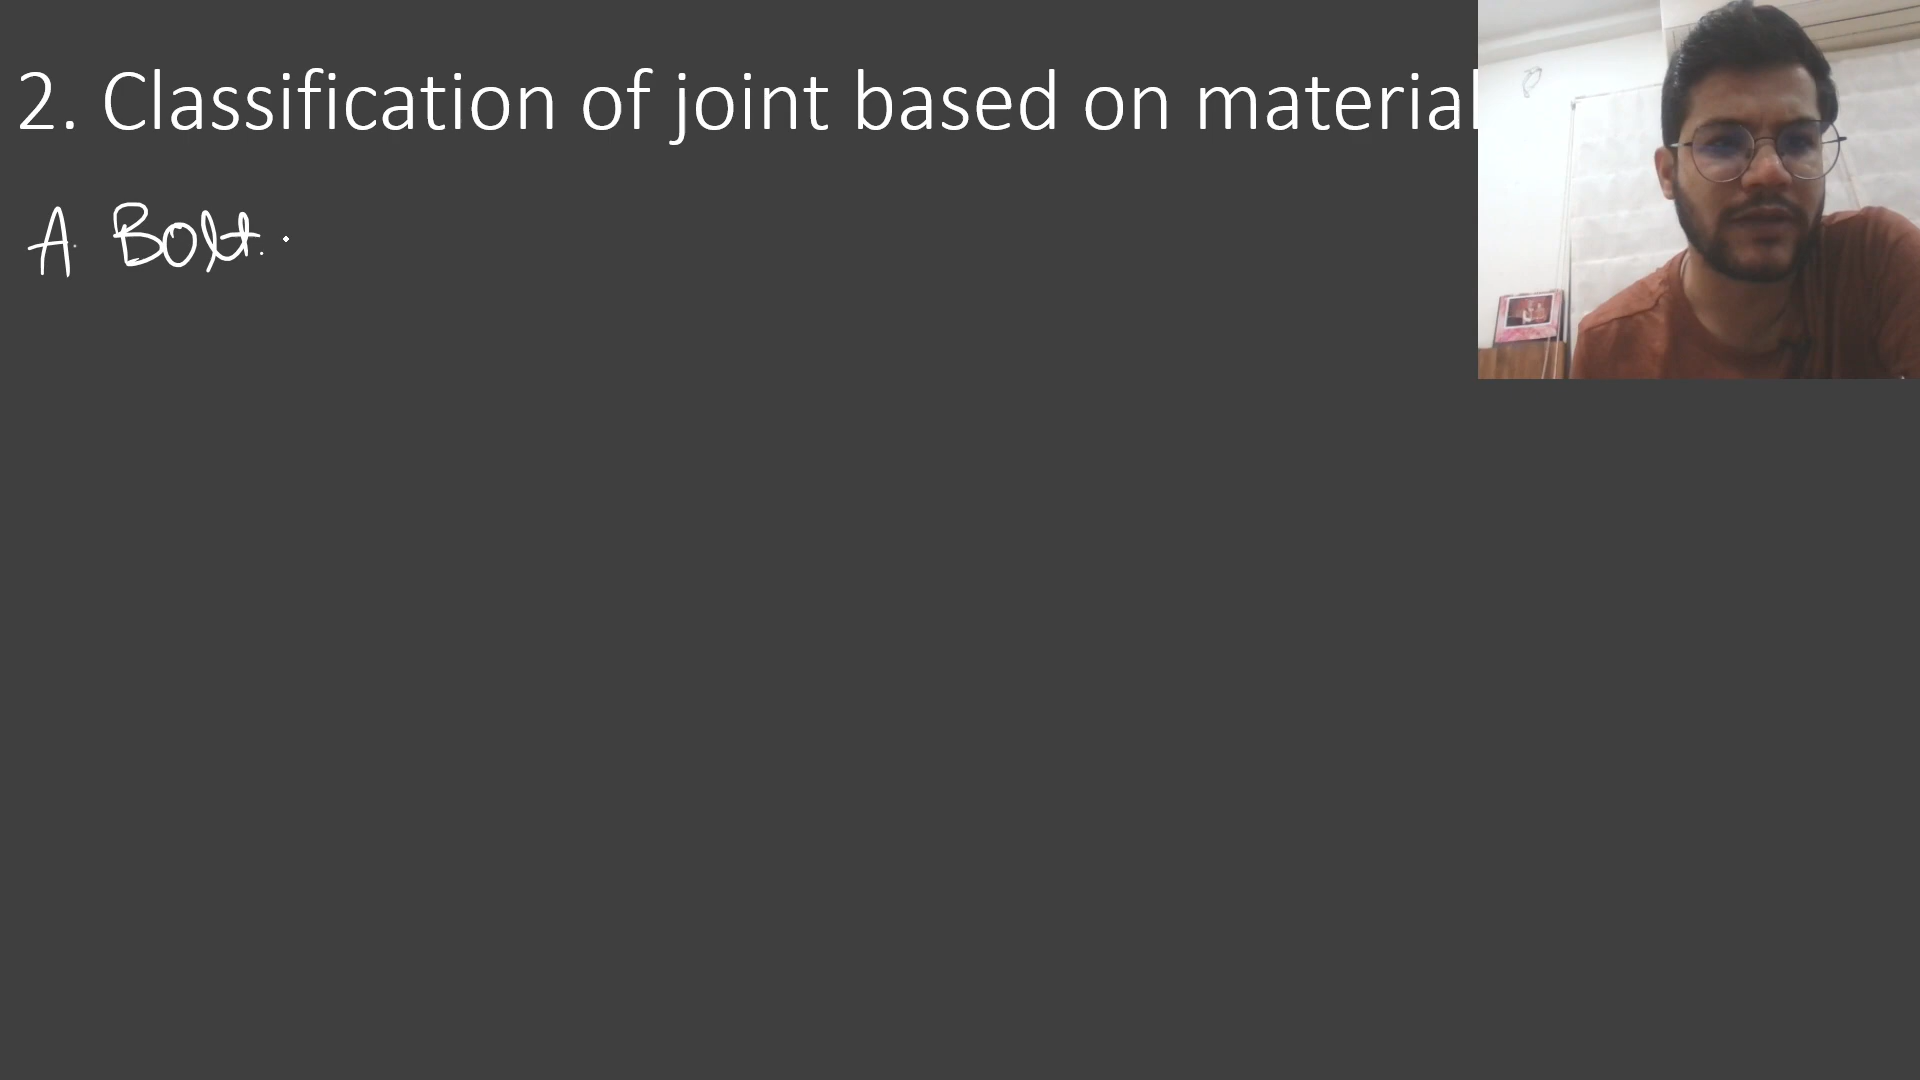 2. Classification of joint based on material
A. Bolt.